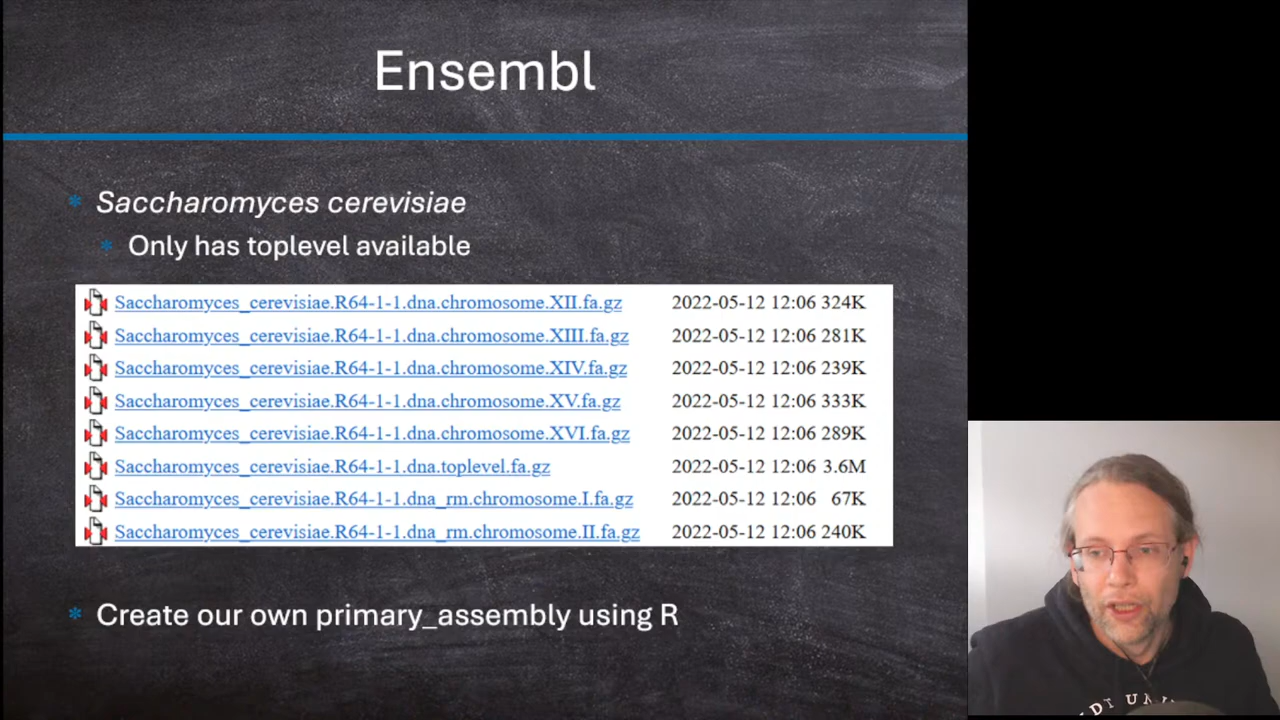 Ensembl
Saccharomyces cerevisiae
Only has toplevel available
Saccharomyces_cerevisiae.R64-1-1.dna.chromosome.XII.fa.gz 2022-05-12 12:06 324K
Saccharomyces_cerevisiae.R64-1-1.dna.chromosome.XIII.fa.gz 2022-05-12 12:06 281K
Saccharomyces_cerevisiae.R64-1-1.dna.chromosome.XIV.fa.gz 2022-05-12 12:06 239K
Saccharomyces_cerevisiae.R64-1-1.dna.chromosome.XV.fa.gz 2022-05-12 12:06 333K
Saccharomyces_cerevisiae.R64-1-1.dna.chromosome.XVI.fa.gz 2022-05-12 12:06 289K
Saccharomyces_cerevisiae.R64-1-1.dna.toplevel.fa.gz 2022-05-12 12:06 3.6M
Saccharomyces_cerevisiae.R64-1-1.dna_rm.chromosome.I.fa.gz 2022-05-12 12:06 67K
Saccharomyces_cerevisiae.R64-1-1.dna_rm.chromosome.II.fa.gz 2022-05-12 12:06 240K
Create our own primary_assembly using R